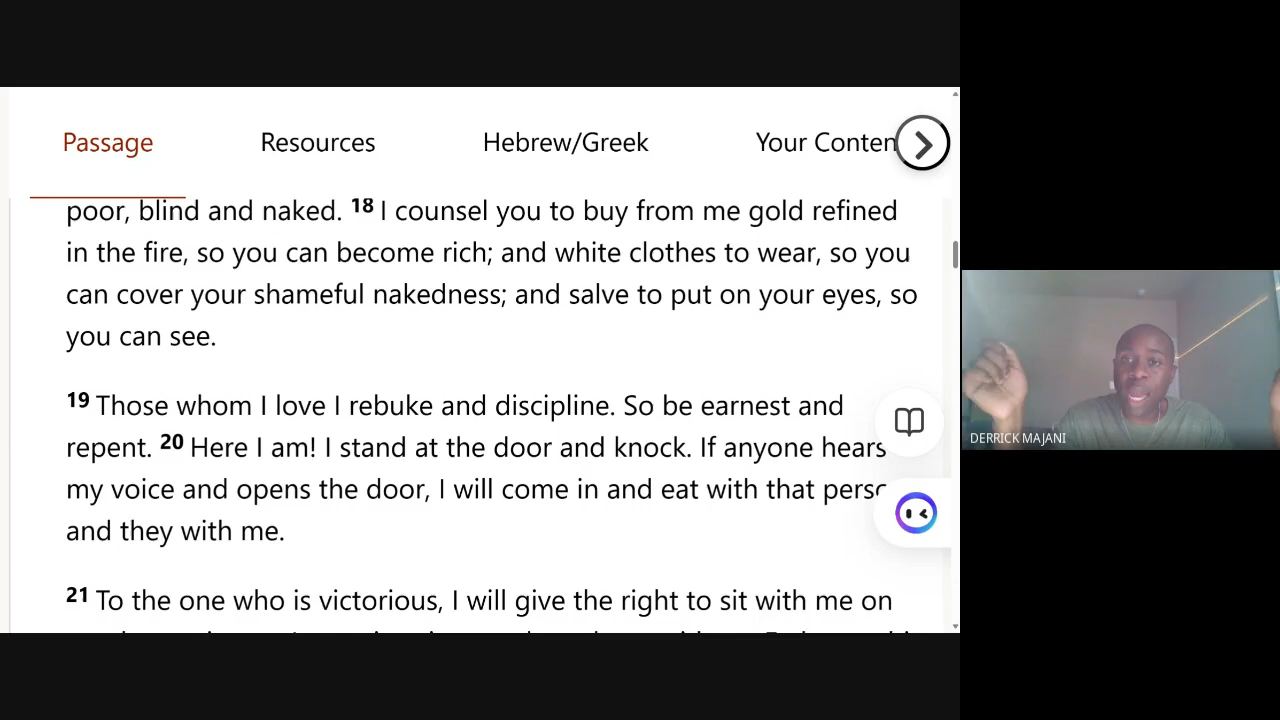 Passage
Resources
Hebrew/Greek
Your Conten
poor, blind and naked. 18 I counsel you to buy from me gold refined
in the fire, so you can become rich; and white clothes to wear, so you
can cover your shameful nakedness; and salve to put on your eyes, so
you can see.
19 Those whom I love I rebuke and discipline. So be earnest and
repent. 20 Here I am! I stand at the door and knock. If anyone hears
my voice and opens the door, I will come in and eat with that perso
and they with me.
21 To the one who is victorious, I will give the right to sit with me on
DERRICK MAJANI